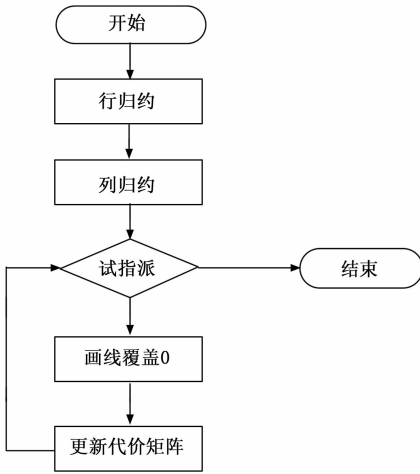 开始
行归约
列归约
试指派
结束
画线覆盖0
更新代价矩阵